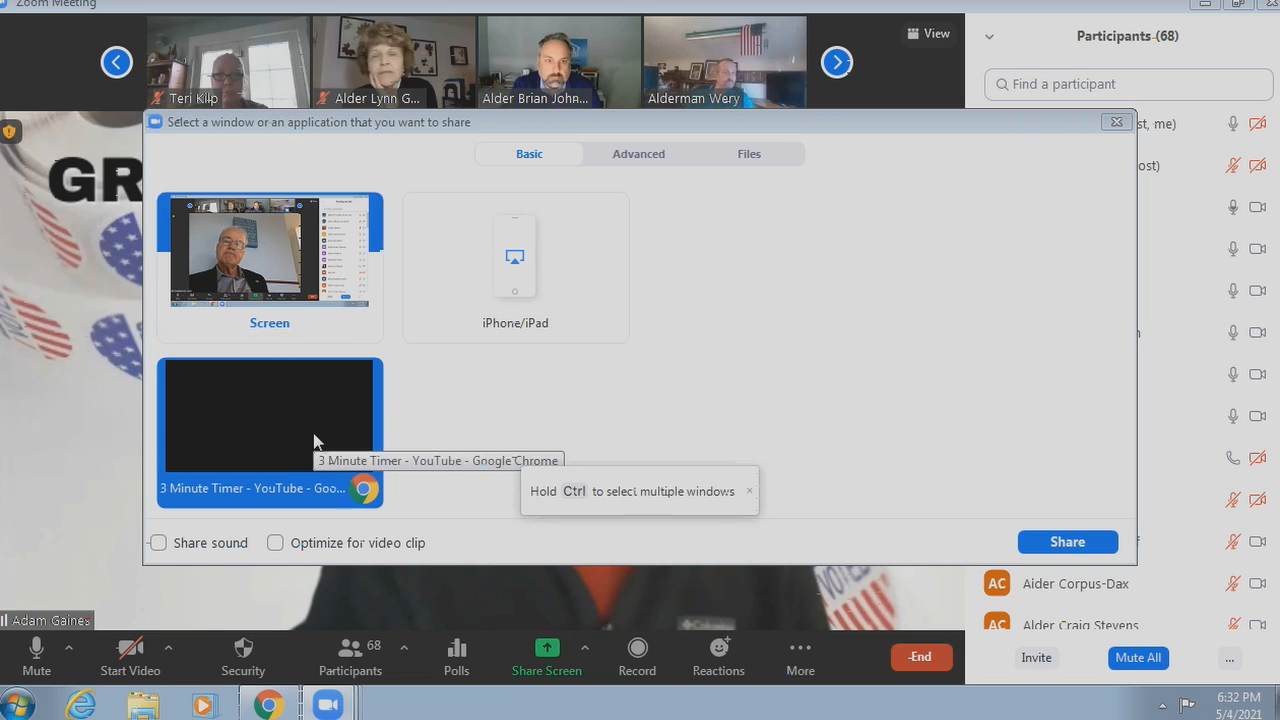 Zoom Meeting
View
Participants (68)
Teri Kilp
Alder Lynn G...
Alder Brian John...
Alderman Wery
Find a participant
Select a window or an application that you want to share
st, me)
Basic
Advanced
Files
ost)
GR
Screen
iPhone/iPad
3 Minute Timer - YouTube - Google Chrome
3 Minute Timer - YouTube - Goo...
Hold Ctrl to select multiple windows
Share sound
Optimize for video clip
Share
AC
Alder Corpus-Dax
Alder Craig Stevens
VOTED
Adam Gaines
68
Mute
Start Video
Security
Participants
Polls
Share Screen
Record
Reactions
More
End
Invite
Mute All
...
6:32 PM
5/4/2021